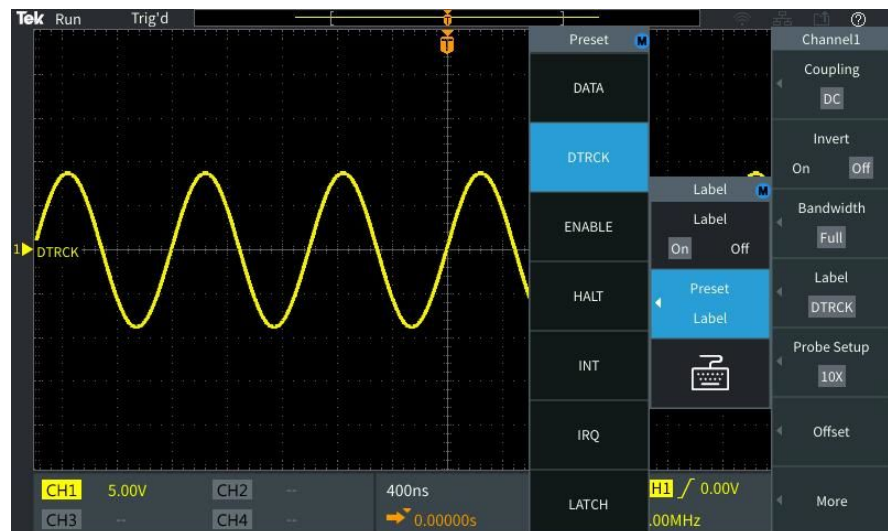 Tek Run Trig'd
T
T
Preset M
DATA
DTRCK
ENABLE
HALT
INT
IRQ
LATCH
Label M
Label
On Off
Preset
Label
Channel1
Coupling
DC
Invert
On Off
Bandwidth
Full
Label
DTRCK
Probe Setup
10X
Offset
More
1 DTRCK
CH1 5.00V CH2 --
CH3 -- CH4 --
400ns
0.00000s
H1 0.00V
.00MHz